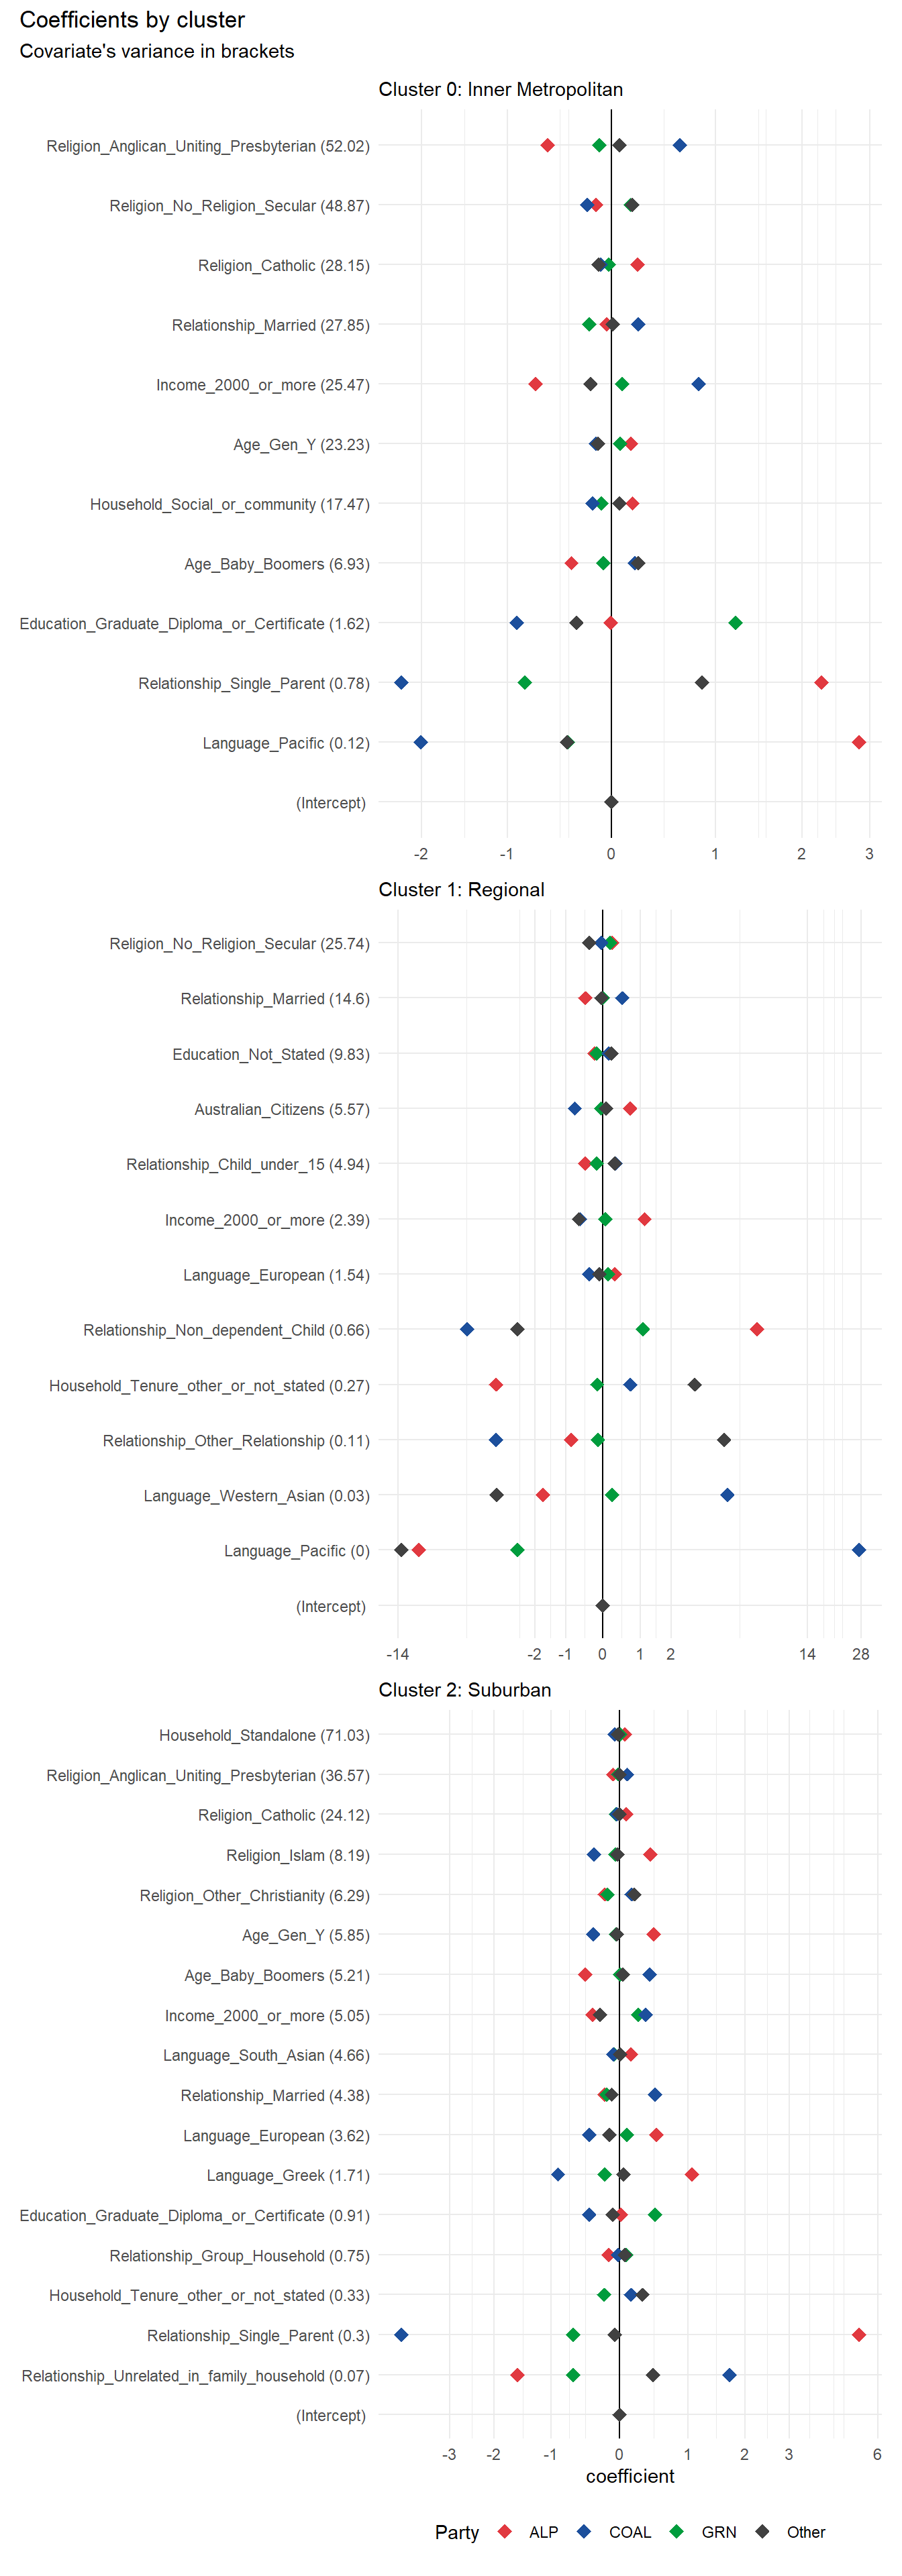 Coefficients by cluster
Covariate's variance in brackets
Cluster 0: Inner Metropolitan
Religion_Anglican_Uniting_Presbyterian (52.02)
Religion_No_Religion_Secular (48.87)
Religion_Catholic (28.15)
Relationship_Married (27.85)
Income_2000_or_more (25.47)
Age_Gen_Y (23.23)
Household_Social_or_community (17.47)
Age_Baby_Boomers (6.93)
Education_Graduate_Diploma_or_Certificate (1.62)
Relationship_Single_Parent (0.78)
Language_Pacific (0.12)
(Intercept)
-2 -1 0 1 2 3
Cluster 1: Regional
Religion_No_Religion_Secular (25.74)
Relationship_Married (14.6)
Education_Not_Stated (9.83)
Australian_Citizens (5.57)
Relationship_Child_under_15 (4.94)
Income_2000_or_more (2.39)
Language_European (1.54)
Relationship_Non_dependent_Child (0.66)
Household_Tenure_other_or_not_stated (0.27)
Relationship_Other_Relationship (0.11)
Language_Western_Asian (0.03)
Language_Pacific (0)
(Intercept)
-14 -2 -1 0 1 2 14 28
Cluster 2: Suburban
Household_Standalone (71.03)
Religion_Anglican_Uniting_Presbyterian (36.57)
Religion_Catholic (24.12)
Religion_Islam (8.19)
Religion_Other_Christianity (6.29)
Age_Gen_Y (5.85)
Age_Baby_Boomers (5.21)
Income_2000_or_more (5.05)
Language_South_Asian (4.66)
Relationship_Married (4.38)
Language_European (3.62)
Language_Greek (1.71)
Education_Graduate_Diploma_or_Certificate (0.91)
Relationship_Group_Household (0.75)
Household_Tenure_other_or_not_stated (0.33)
Relationship_Single_Parent (0.3)
Relationship_Unrelated_in_family_household (0.07)
(Intercept)
-3 -2 -1 0 1 2 3 6
coefficient
Party ALP COAL GRN Other